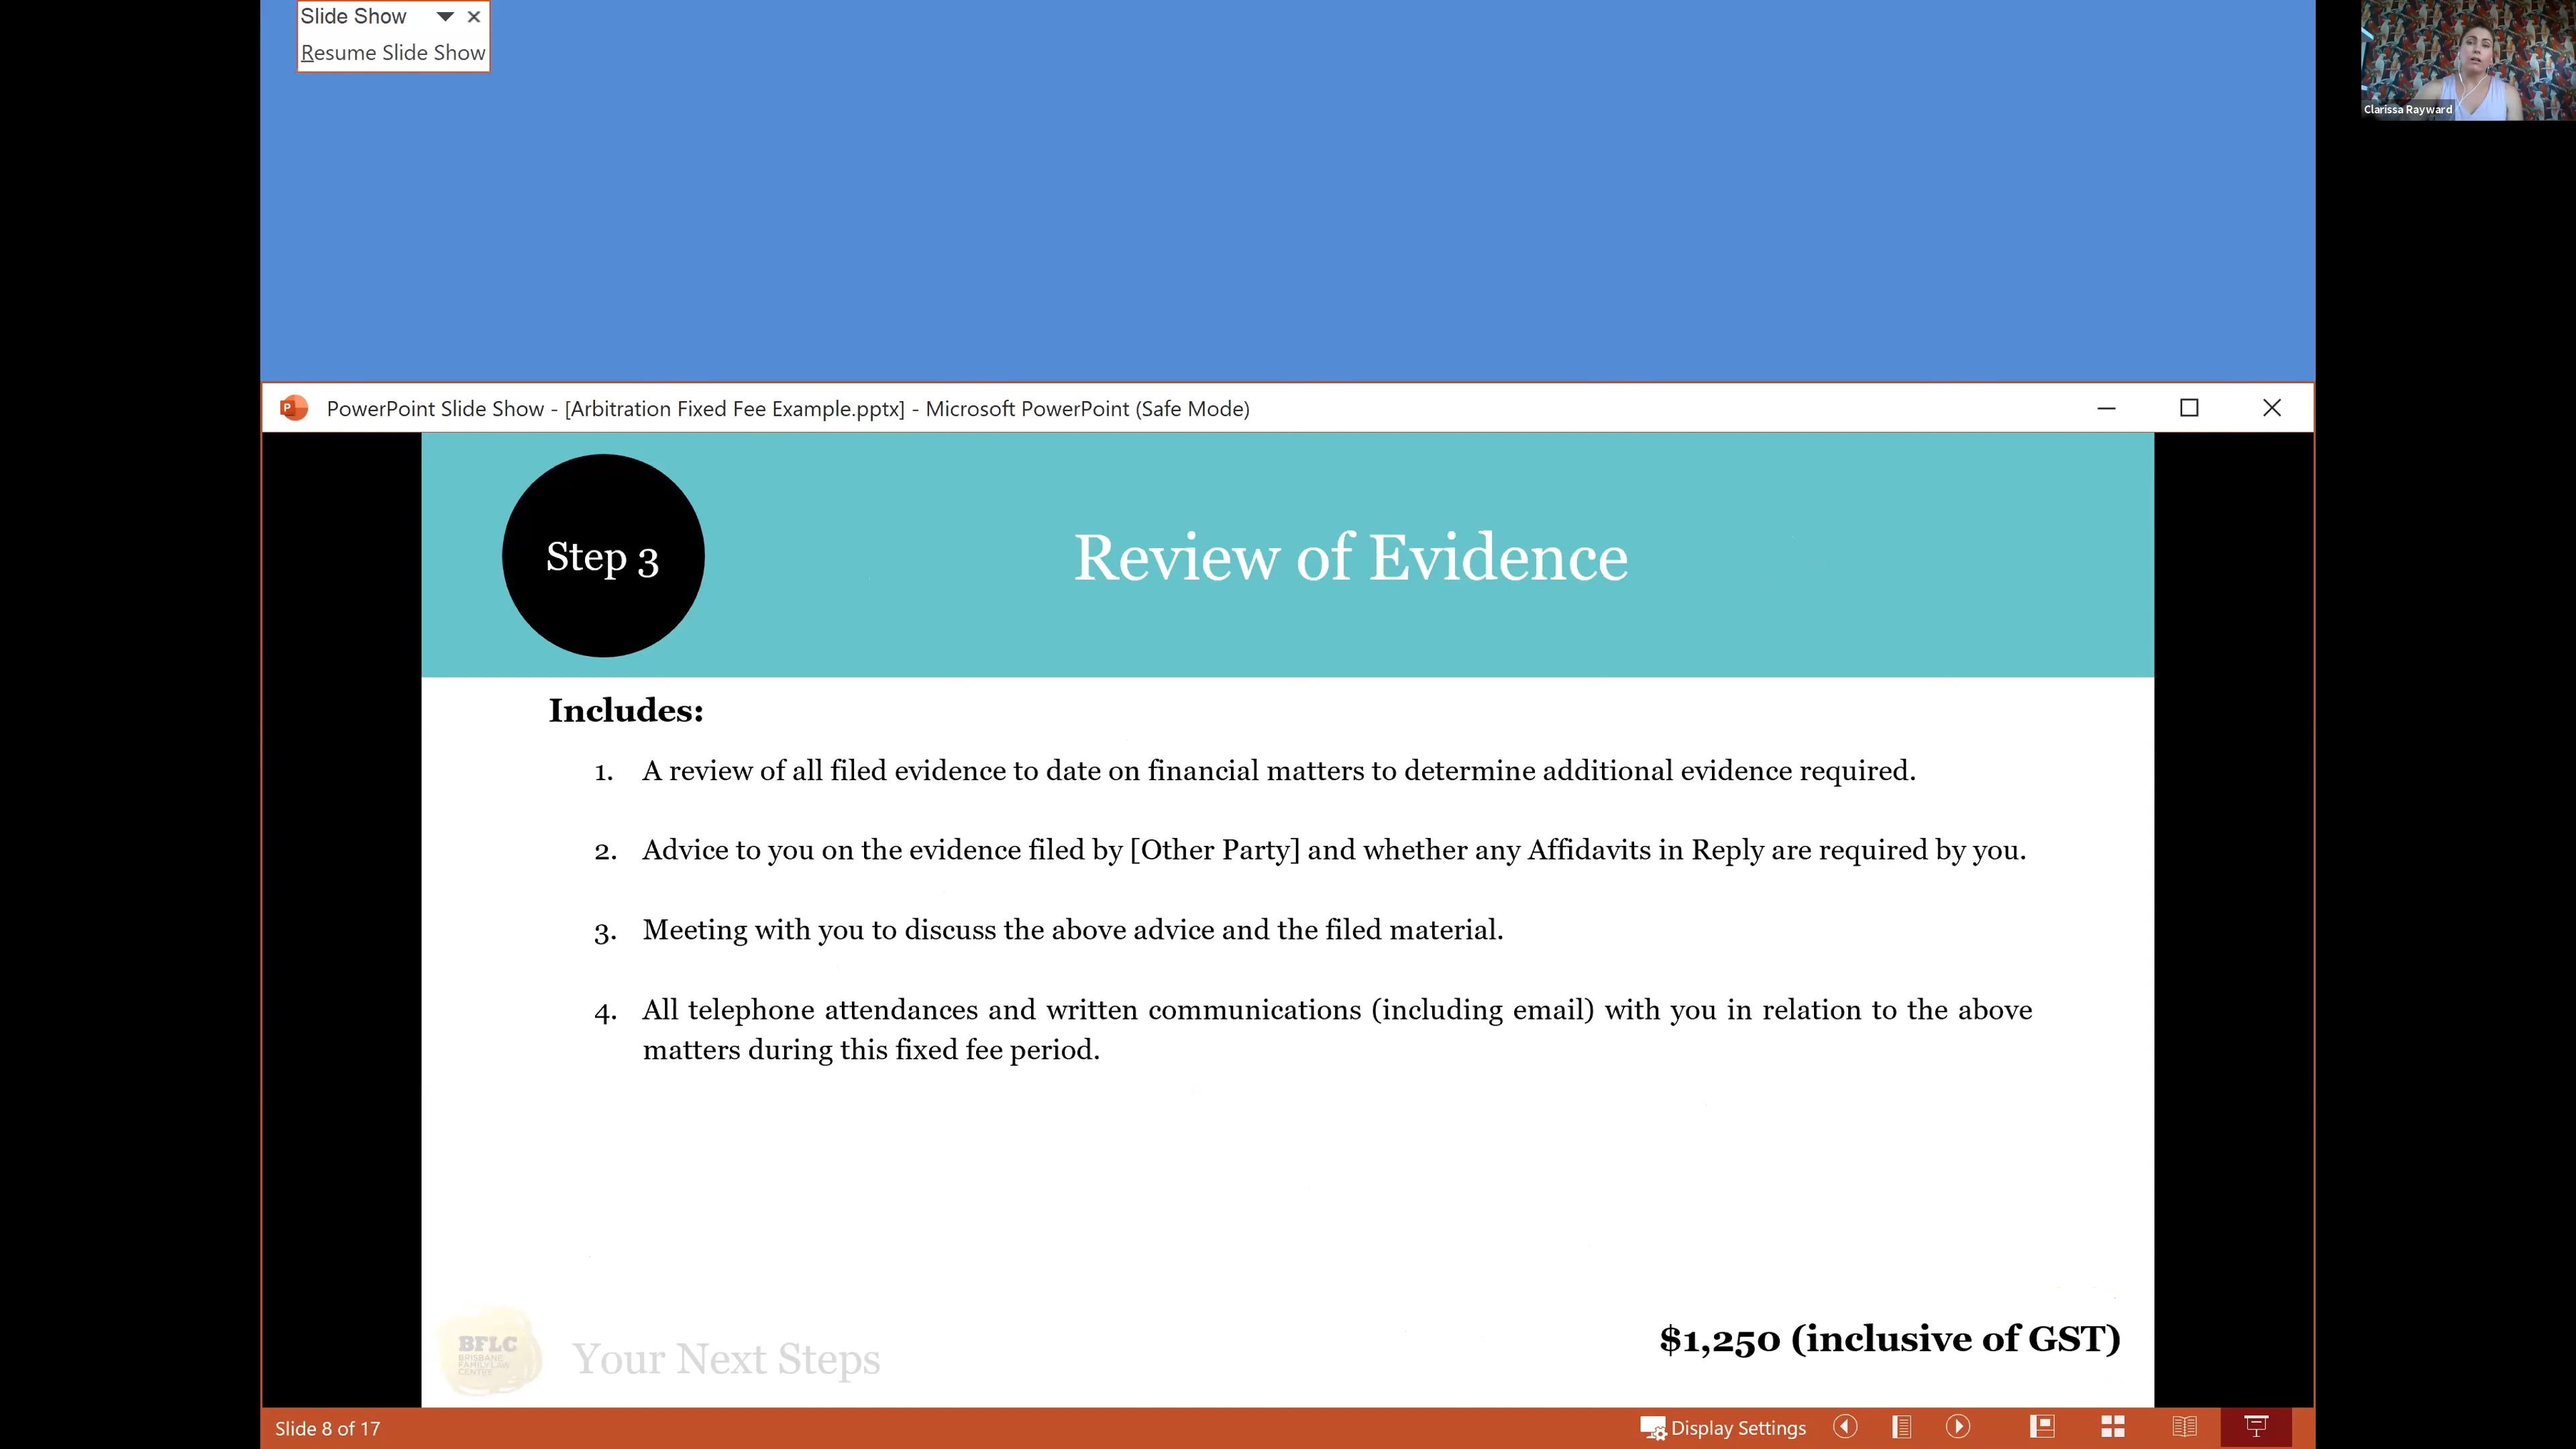 Slide Show
Resume Slide Show
Clarissa Rayward
PowerPoint Slide Show - [Arbitration Fixed Fee Example.pptx] - Microsoft PowerPoint (Safe Mode)
Step 3
Review of Evidence
Includes:
1. A review of all filed evidence to date on financial matters to determine additional evidence required.
2. Advice to you on the evidence filed by [Other Party] and whether any Affidavits in Reply are required by you.
3. Meeting with you to discuss the above advice and the filed material.
4. All telephone attendances and written communications (including email) with you in relation to the above
matters during this fixed fee period.
BFLC
BRISBANE
FAMILY LAW
CENTRE
Your Next Steps
$1,250 (inclusive of GST)
Slide 8 of 17
Display Settings